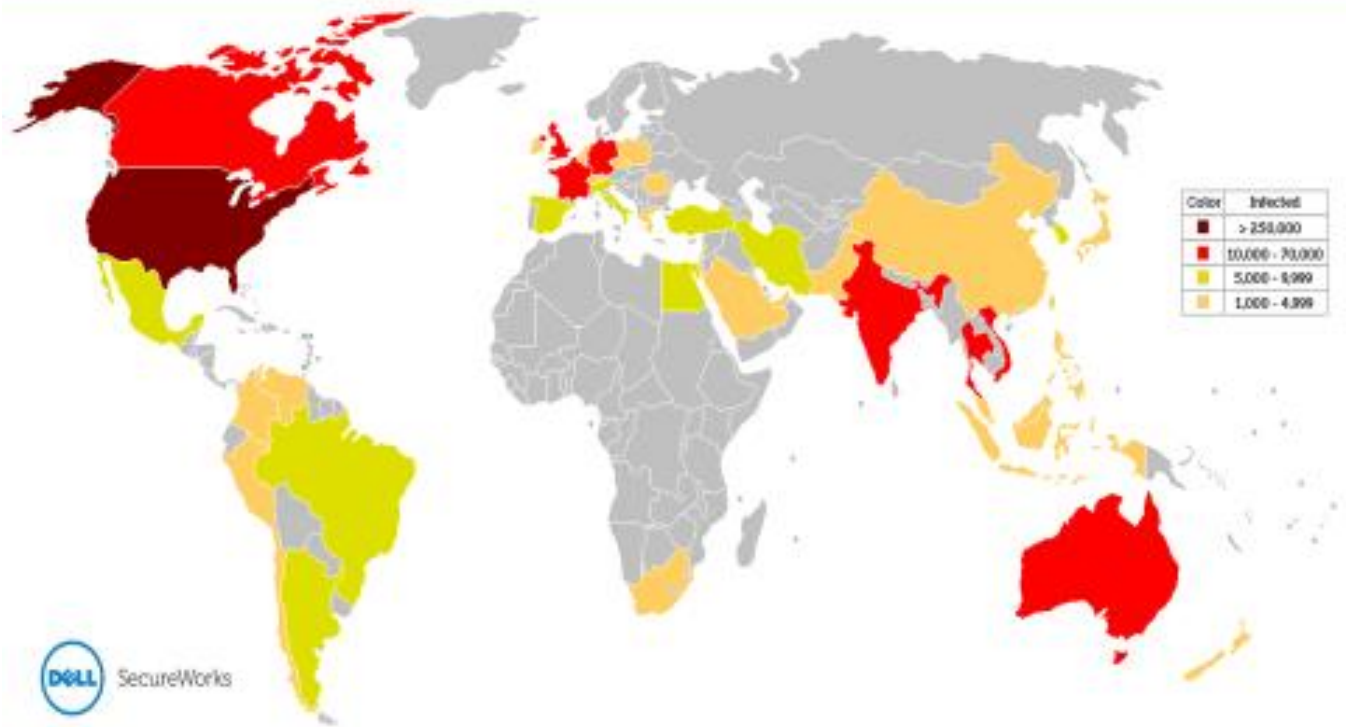 Color Infected
> 250,000
10,000 - 70,000
5,000 - 9,999
1,000 - 4,999
DELL SecureWorks